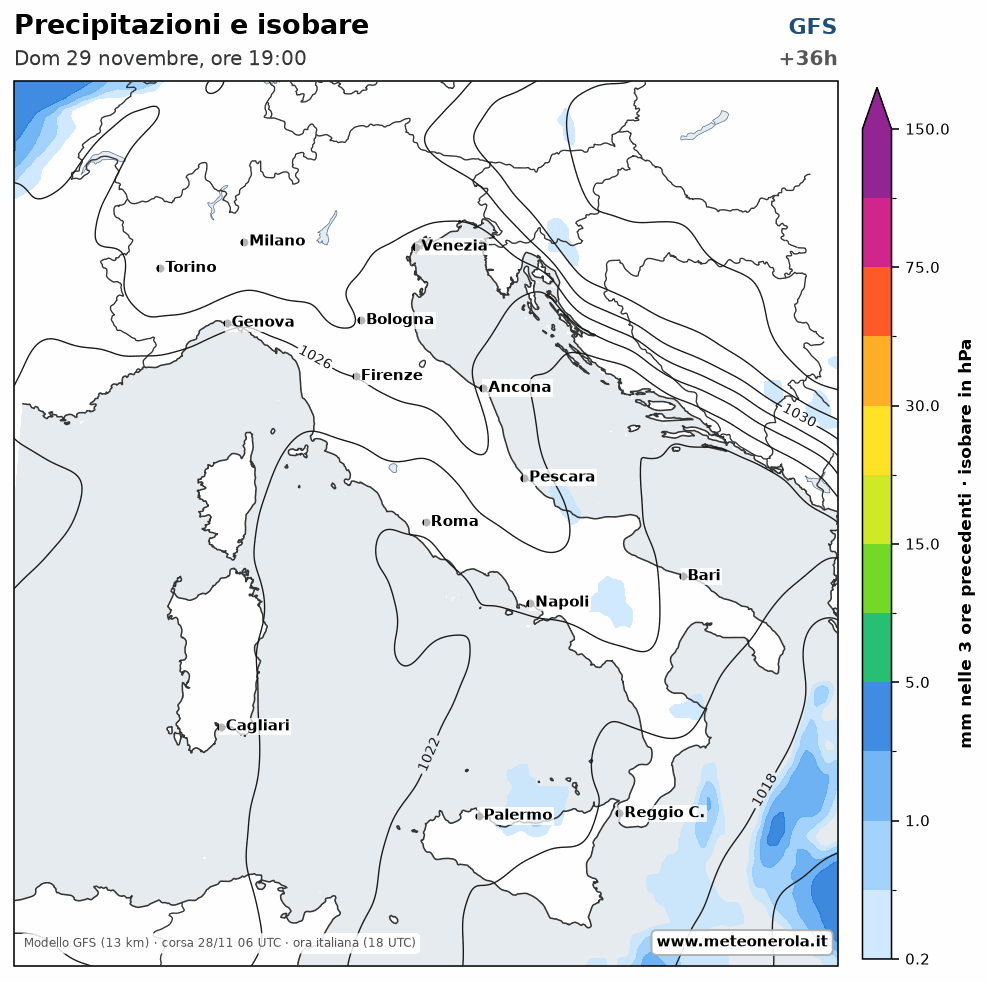 Precipitazioni e isobare
GFS
Dom 29 novembre, ore 19:00
+36h
150.0
75.0
30.0
15.0
5.0
1.0
0.2
mm nelle 3 ore precedenti · isobare in hPa
Milano
Venezia
Torino
Genova
Bologna
1026
Firenze
Ancona
1030
Pescara
Roma
Bari
Napoli
Cagliari
1022
1018
Palermo
Reggio C.
Modello GFS (13 km) · corsa 28/11 06 UTC · ora italiana (18 UTC)
www.meteonerola.it